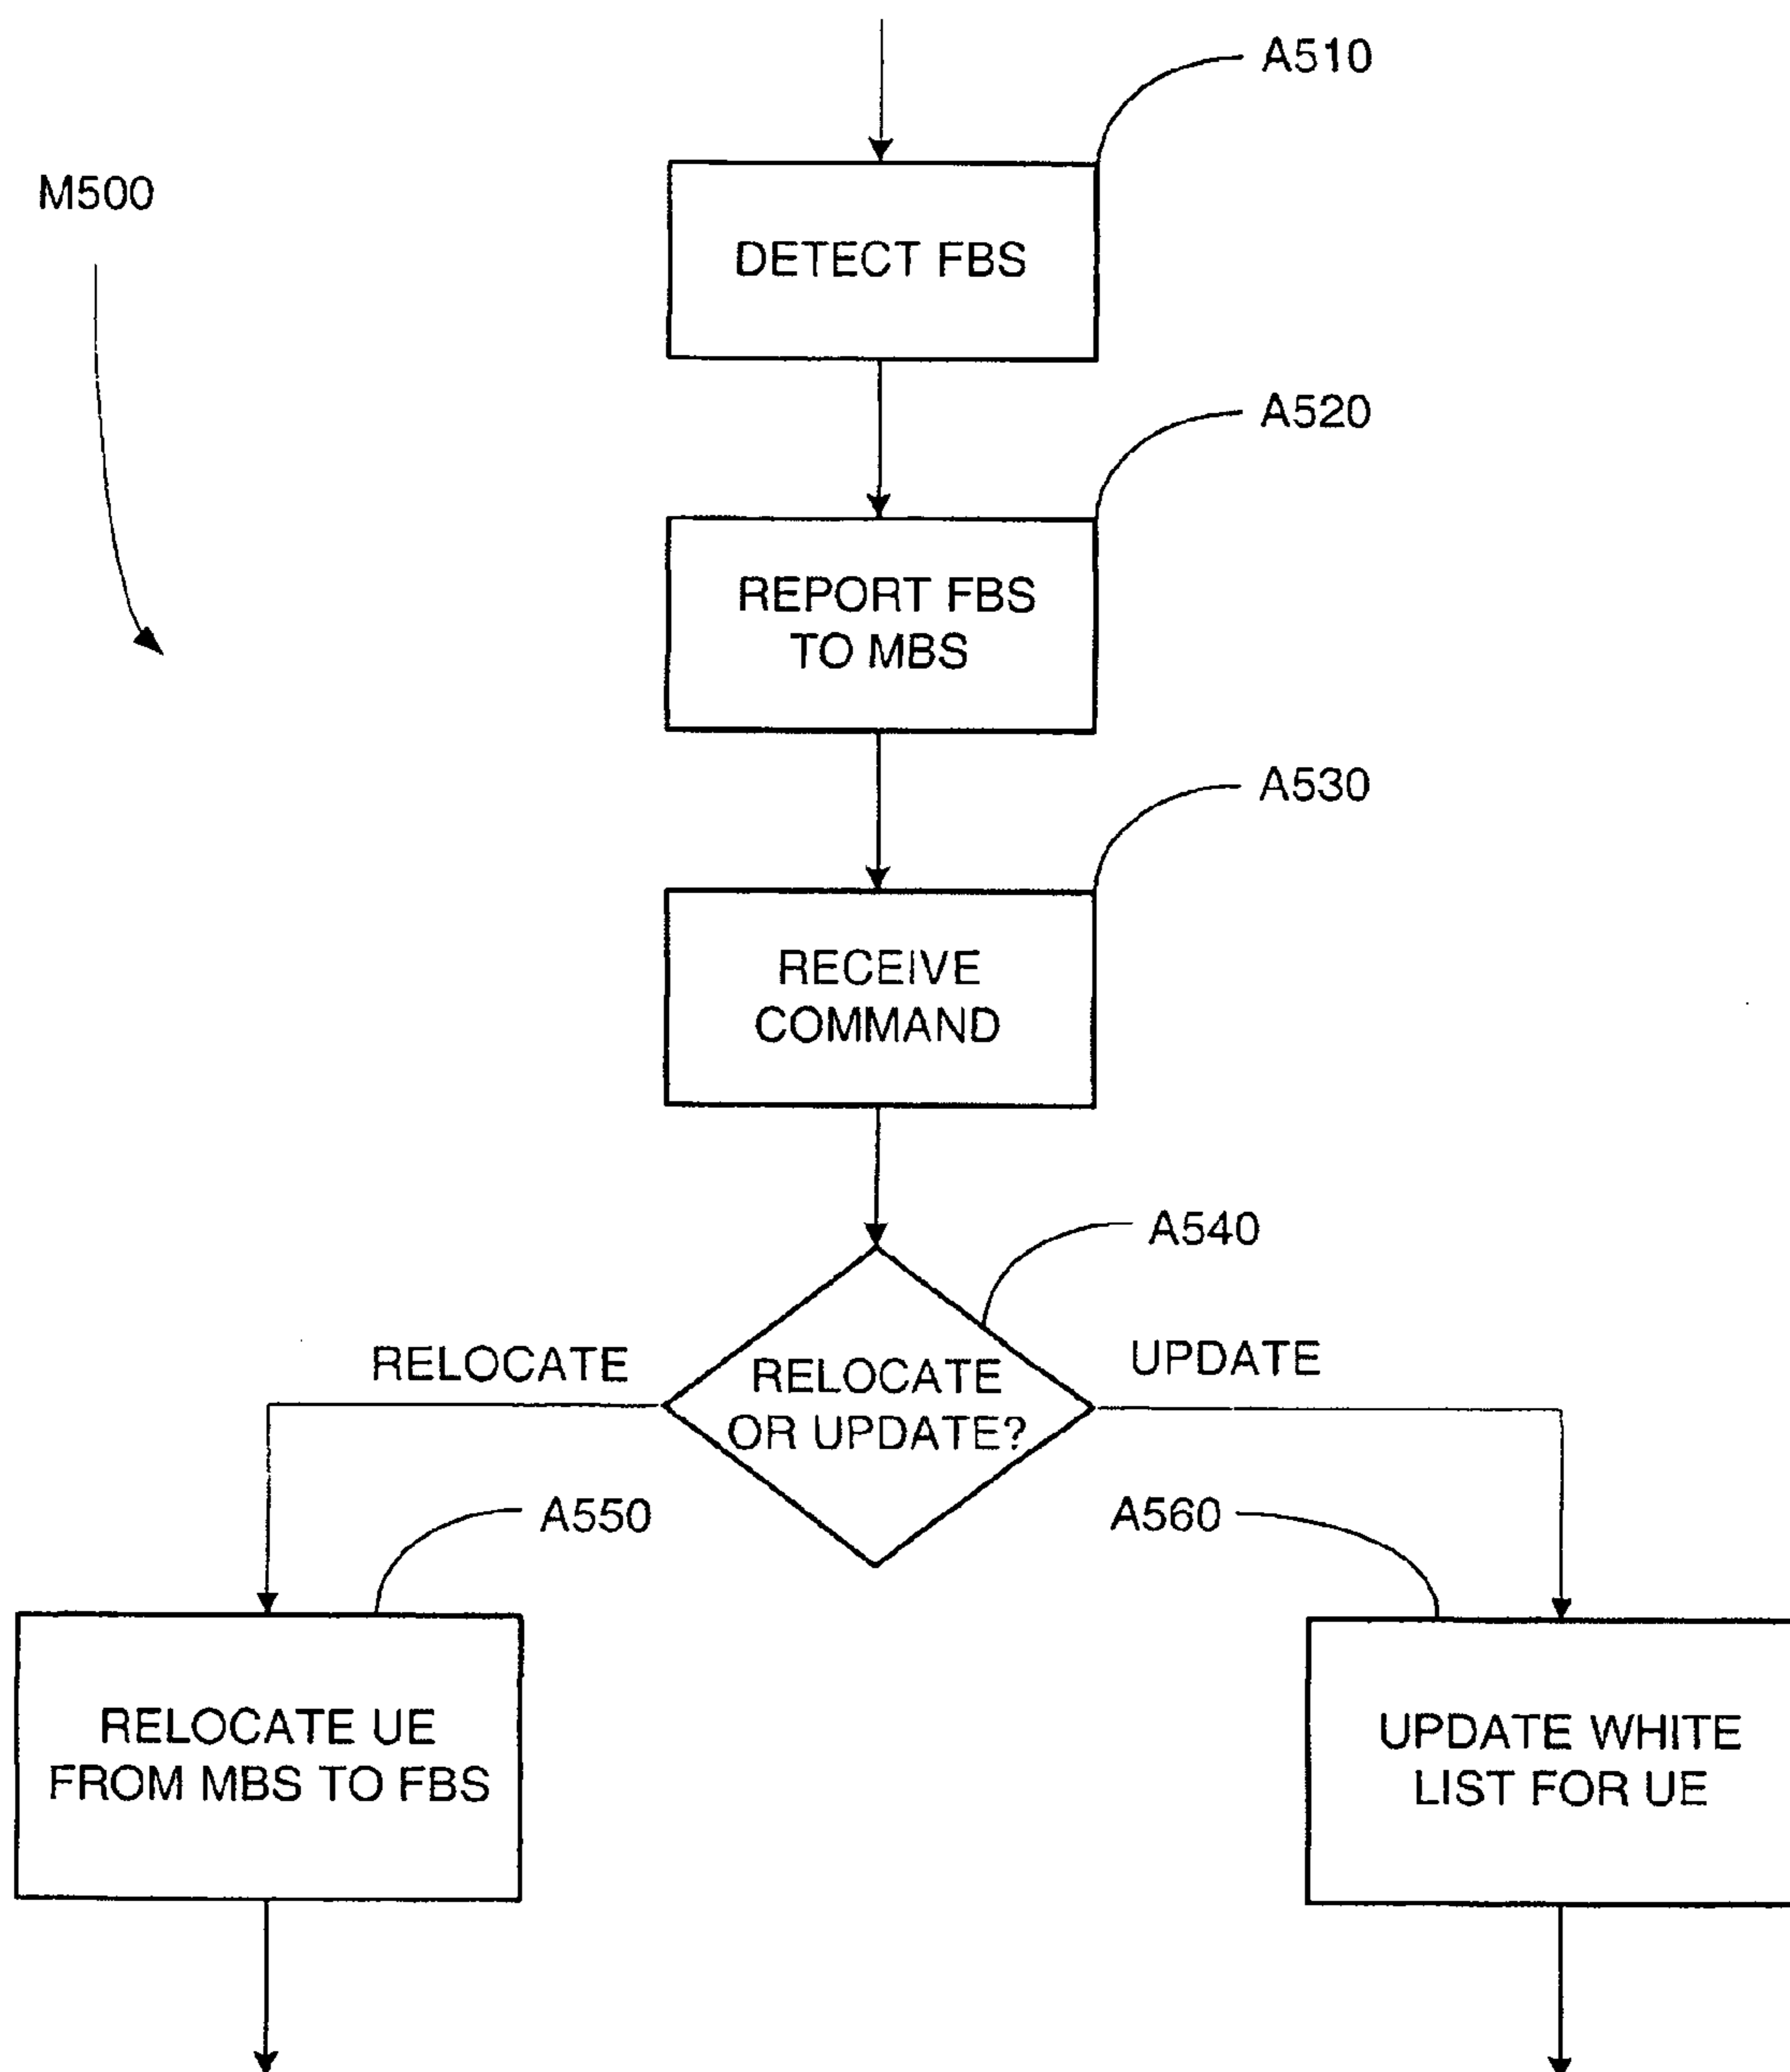 A510
M500
DETECT FBS
A520
REPORT FBS
TO MBS
A530
RECEIVE
COMMAND
A540
RELOCATE
UPDATE
RELOCATE
OR UPDATE?
A550
A560
RELOCATE UE
FROM MBS TO FBS
UPDATE WHITE
LIST FOR UE